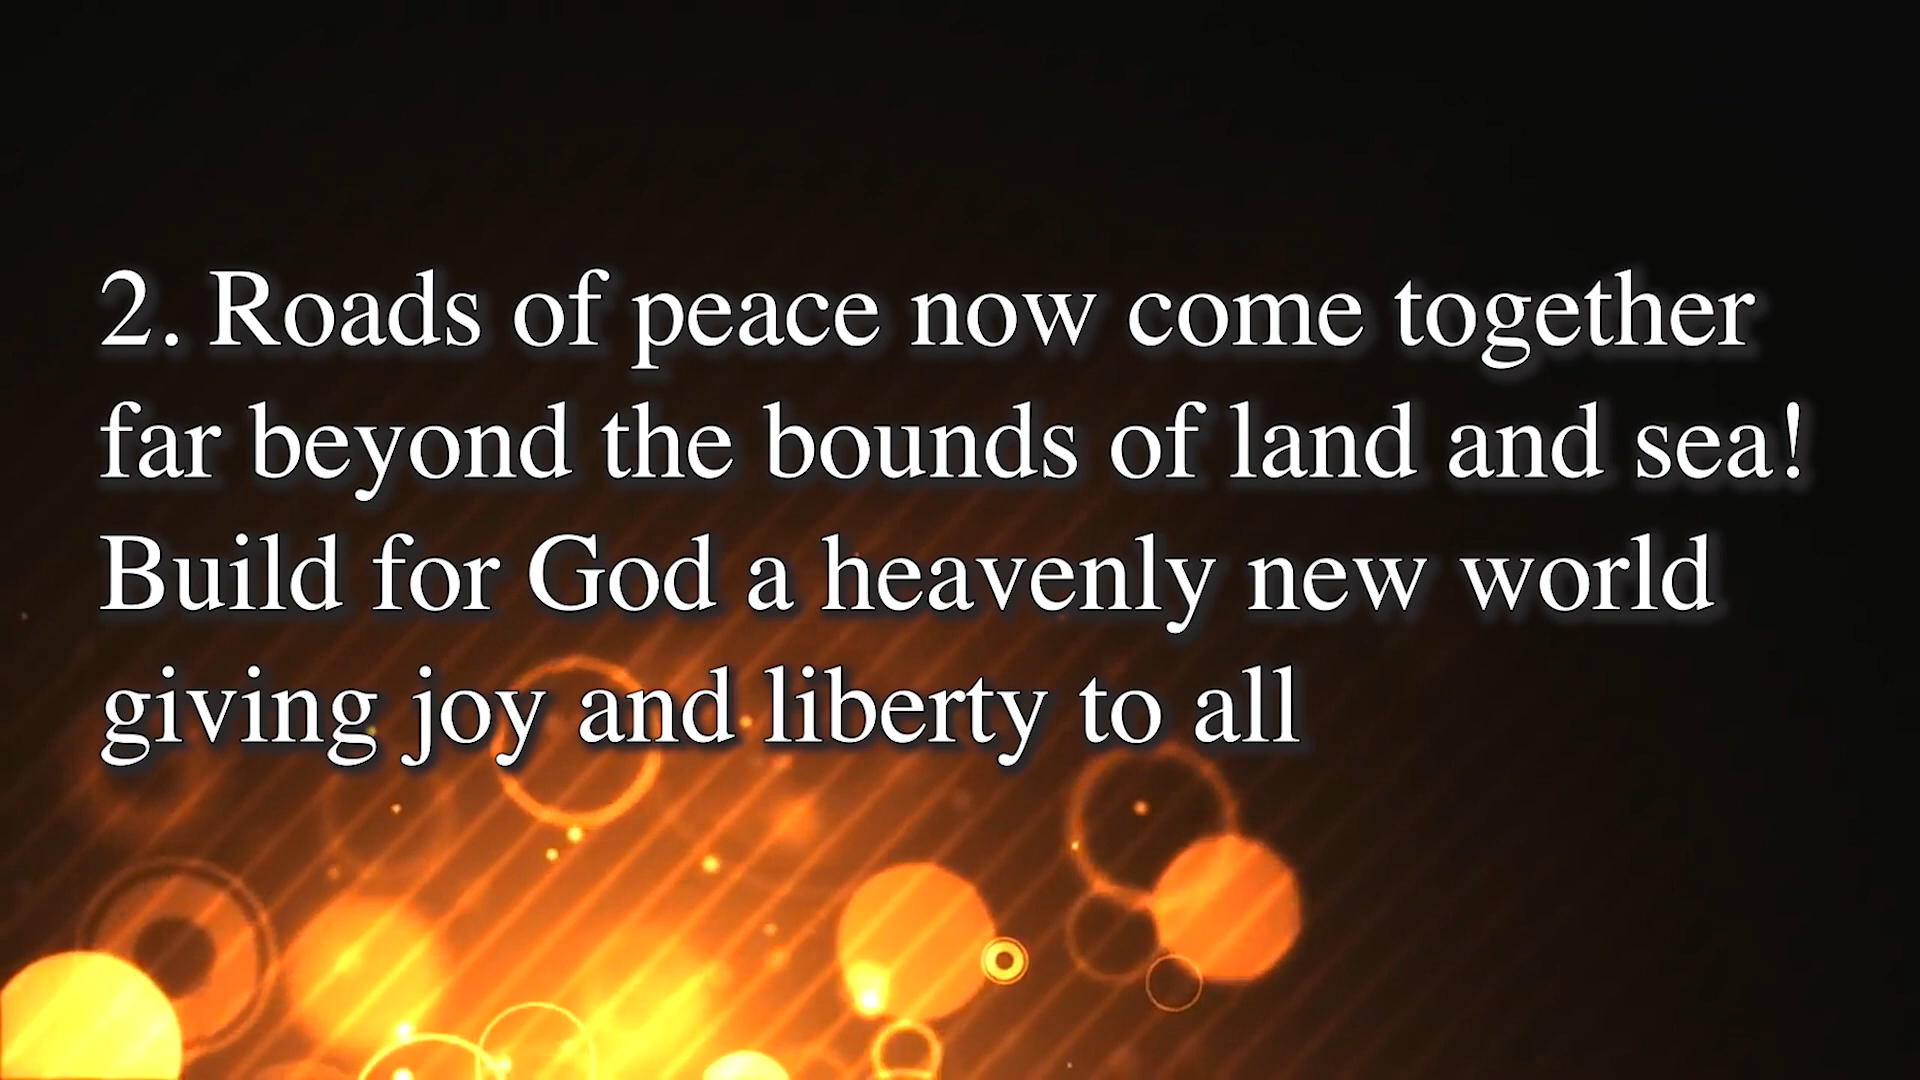 2. Roads of peace now come together
far beyond the bounds of land and sea!
Build for God a heavenly new world
giving joy and liberty to all